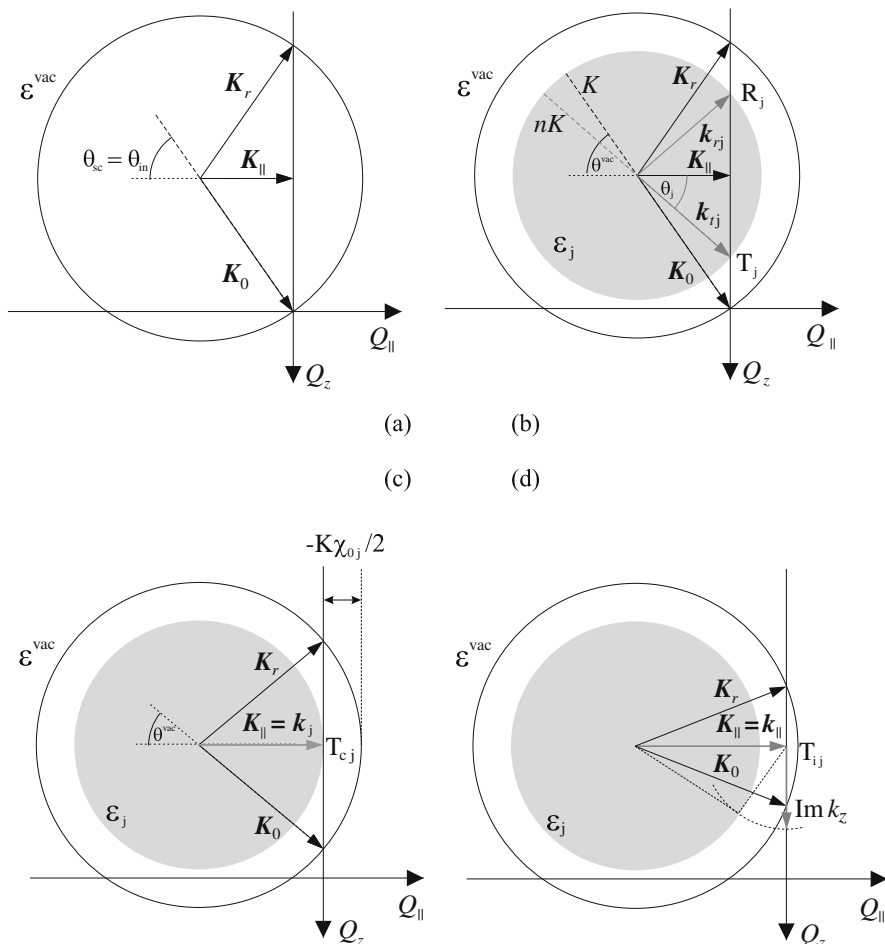 ε^vac
K_r
θ_sc = θ_in
K_||
K_0
Q_||
Q_z
(a)
ε^vac
K
nK
K_r
R_j
k_rj
θ^vac
K_||
θ_j
k_tj
ε_j
K_0
T_j
Q_||
Q_z
(b)
(c)
(d)
-Kχ_0j/2
ε^vac
K_r
θ^vac
K_|| = k_j
T_cj
ε_j
K_0
Q_||
Q_z
ε^vac
K_r
K_|| = k_||
T_ij
K_0
Im k_z
ε_j
Q_||
Q_z